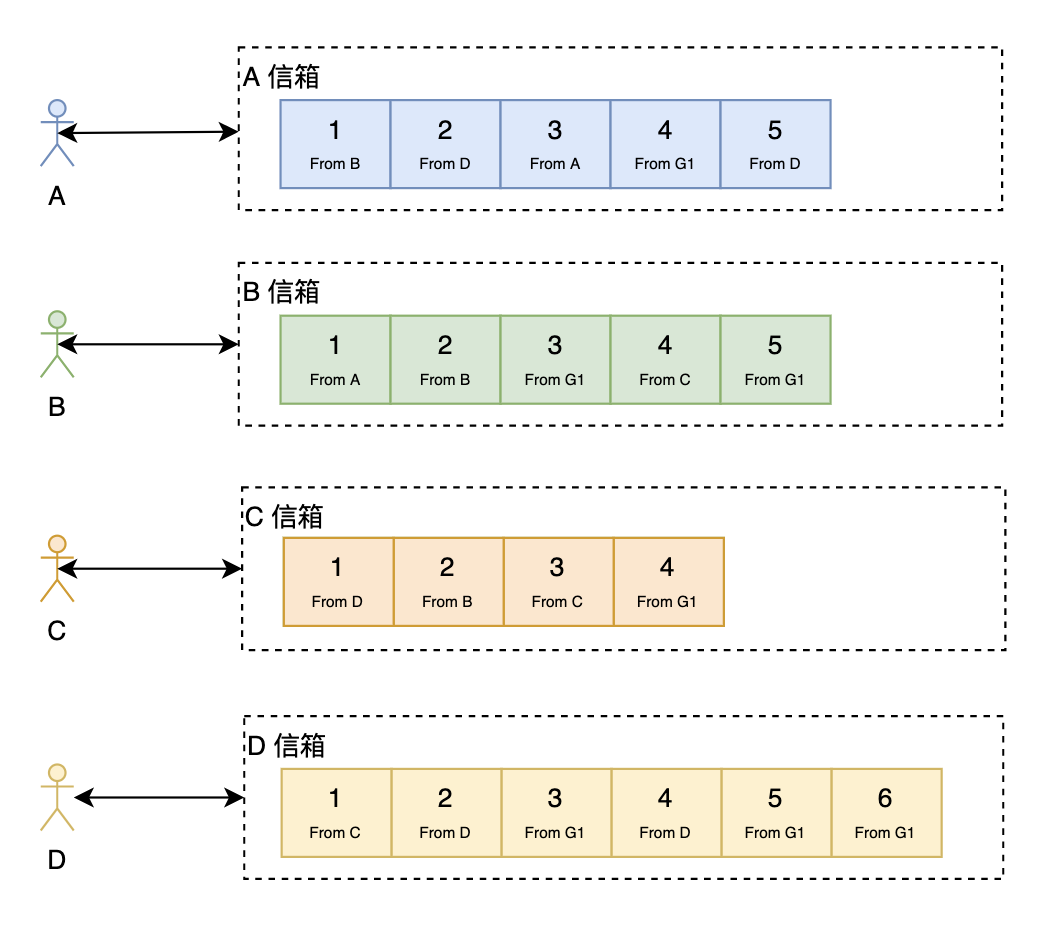 A 信箱
1 2 3 4 5
From B From D From A From G1 From D
A
B 信箱
1 2 3 4 5
From A From B From G1 From C From G1
B
C 信箱
1 2 3 4
From D From B From C From G1
C
D 信箱
1 2 3 4 5 6
From C From D From G1 From D From G1 From G1
D